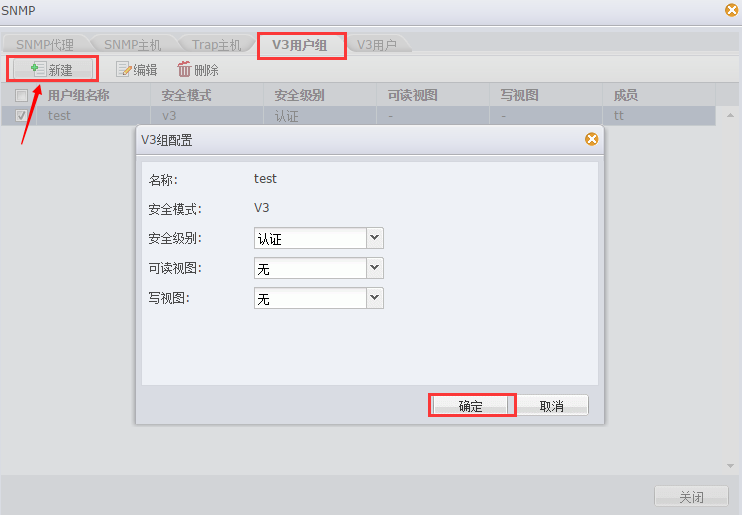 SNMP
SNMP代理 SNMP主机 Trap主机 V3用户组 V3用户
新建 编辑 删除
用户组名称 安全模式 安全级别 可读视图 写视图 成员
test v3 认证 - - tt
V3组配置
名称: test
安全模式: V3
安全级别: 认证
可读视图: 无
写视图: 无
确定 取消
关闭